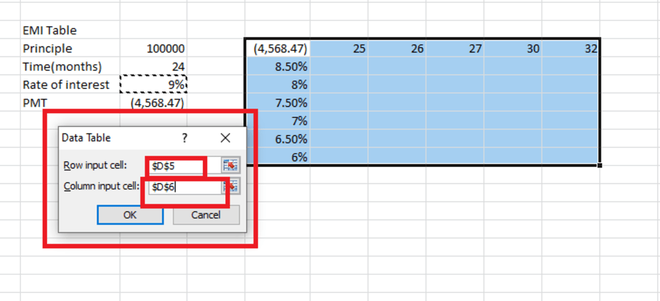 EMI Table
Principle 100000 (4,568.47) 25 26 27 30 32
Time(months) 24 8.50%
Rate of interest 9% 8%
PMT (4,568.47) 7.50%
7%
6.50%
6%
Data Table ? ×
Row input cell: $D$5
Column input cell: $D$6
OK Cancel